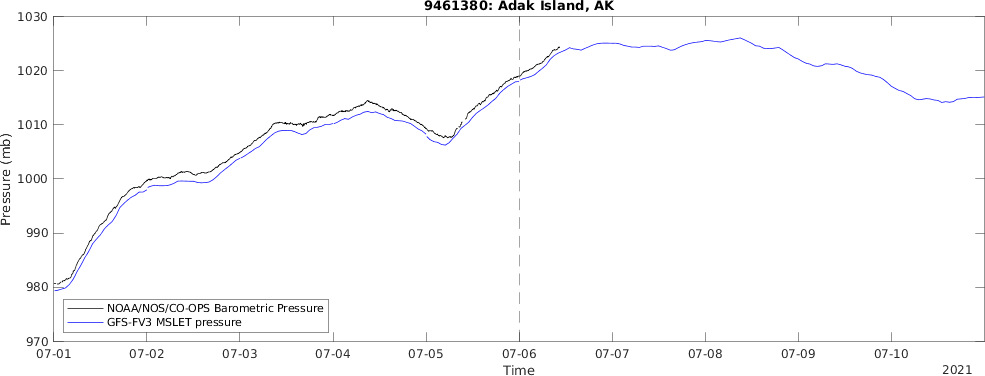 9461380: Adak Island, AK
Pressure (mb)
1030
1020
1010
1000
990
980
970
NOAA/NOS/CO-OPS Barometric Pressure
GFS-FV3 MSLET pressure
07-01 07-02 07-03 07-04 07-05 07-06 07-07 07-08 07-09 07-10
Time
2021